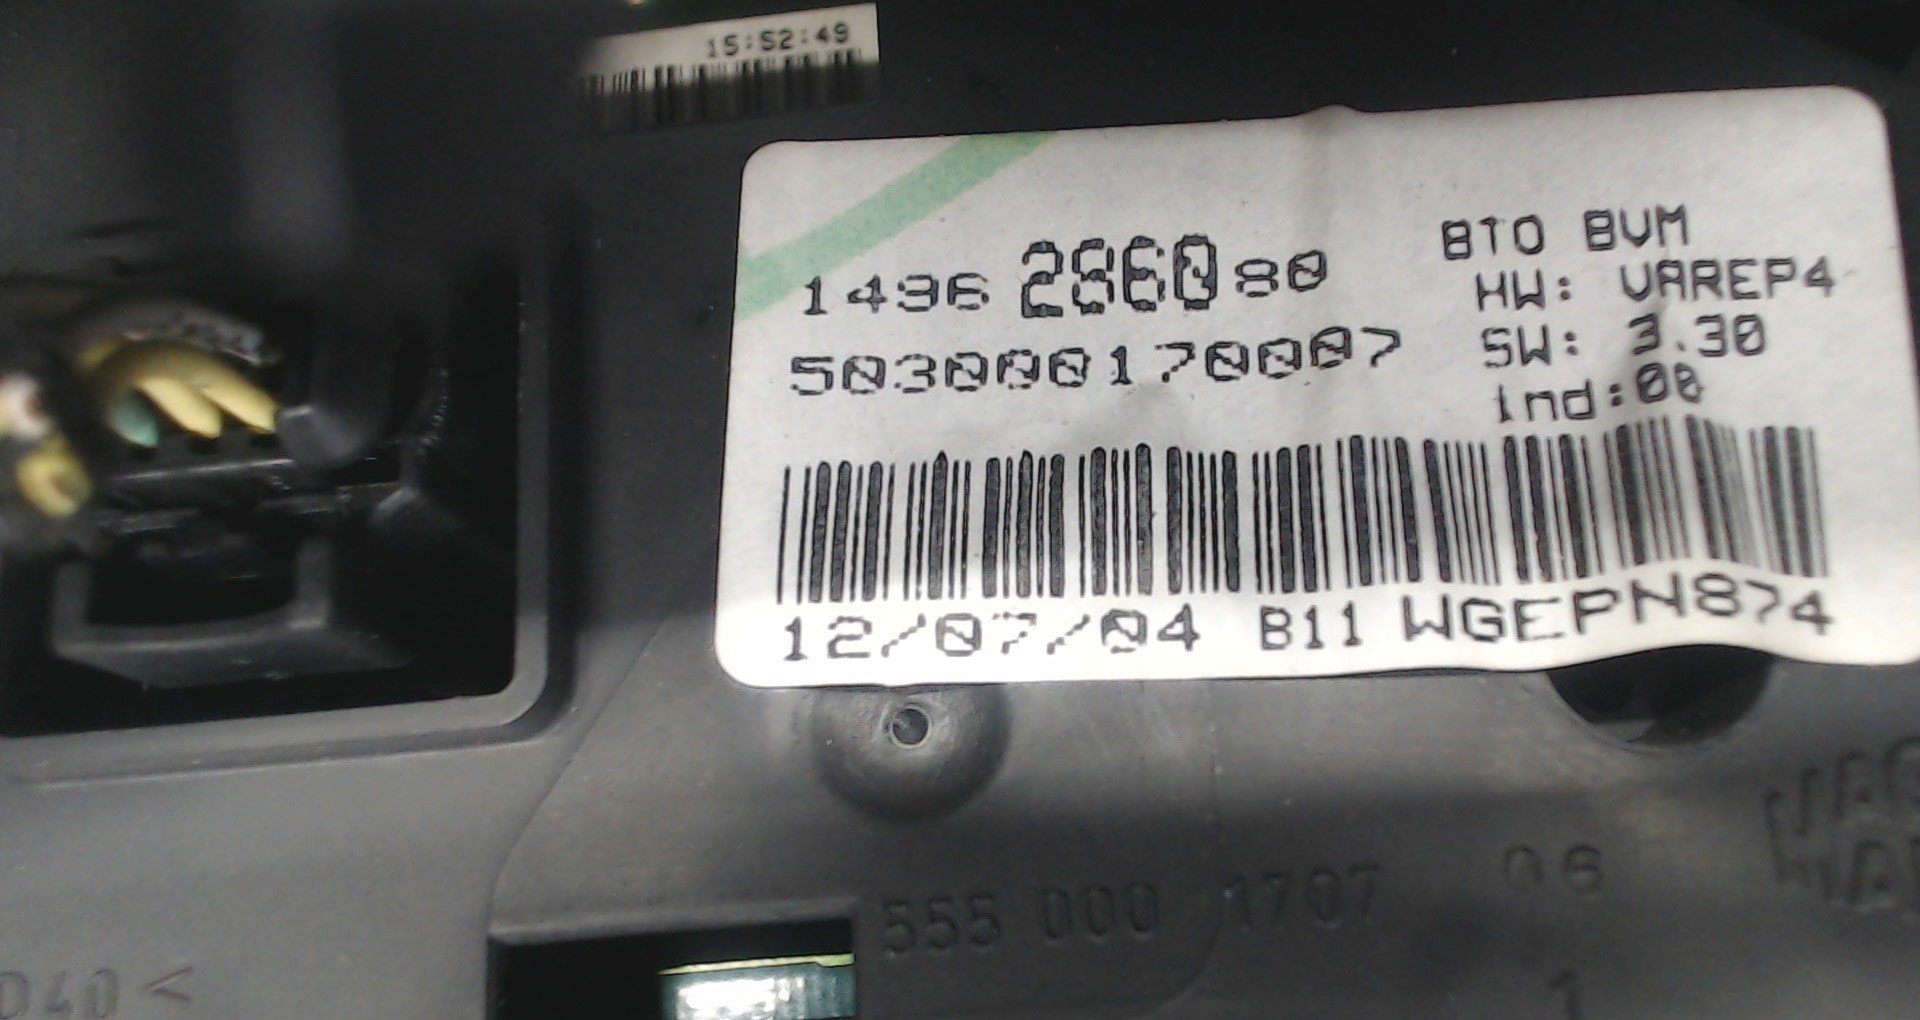 15:52:49
1436 2860 80
BTO BVM
HW: VAREP4
503000170007
SW: 3.30
Ind:00
12/07/04 B11 WGEPN874
555 000 1707 06
1